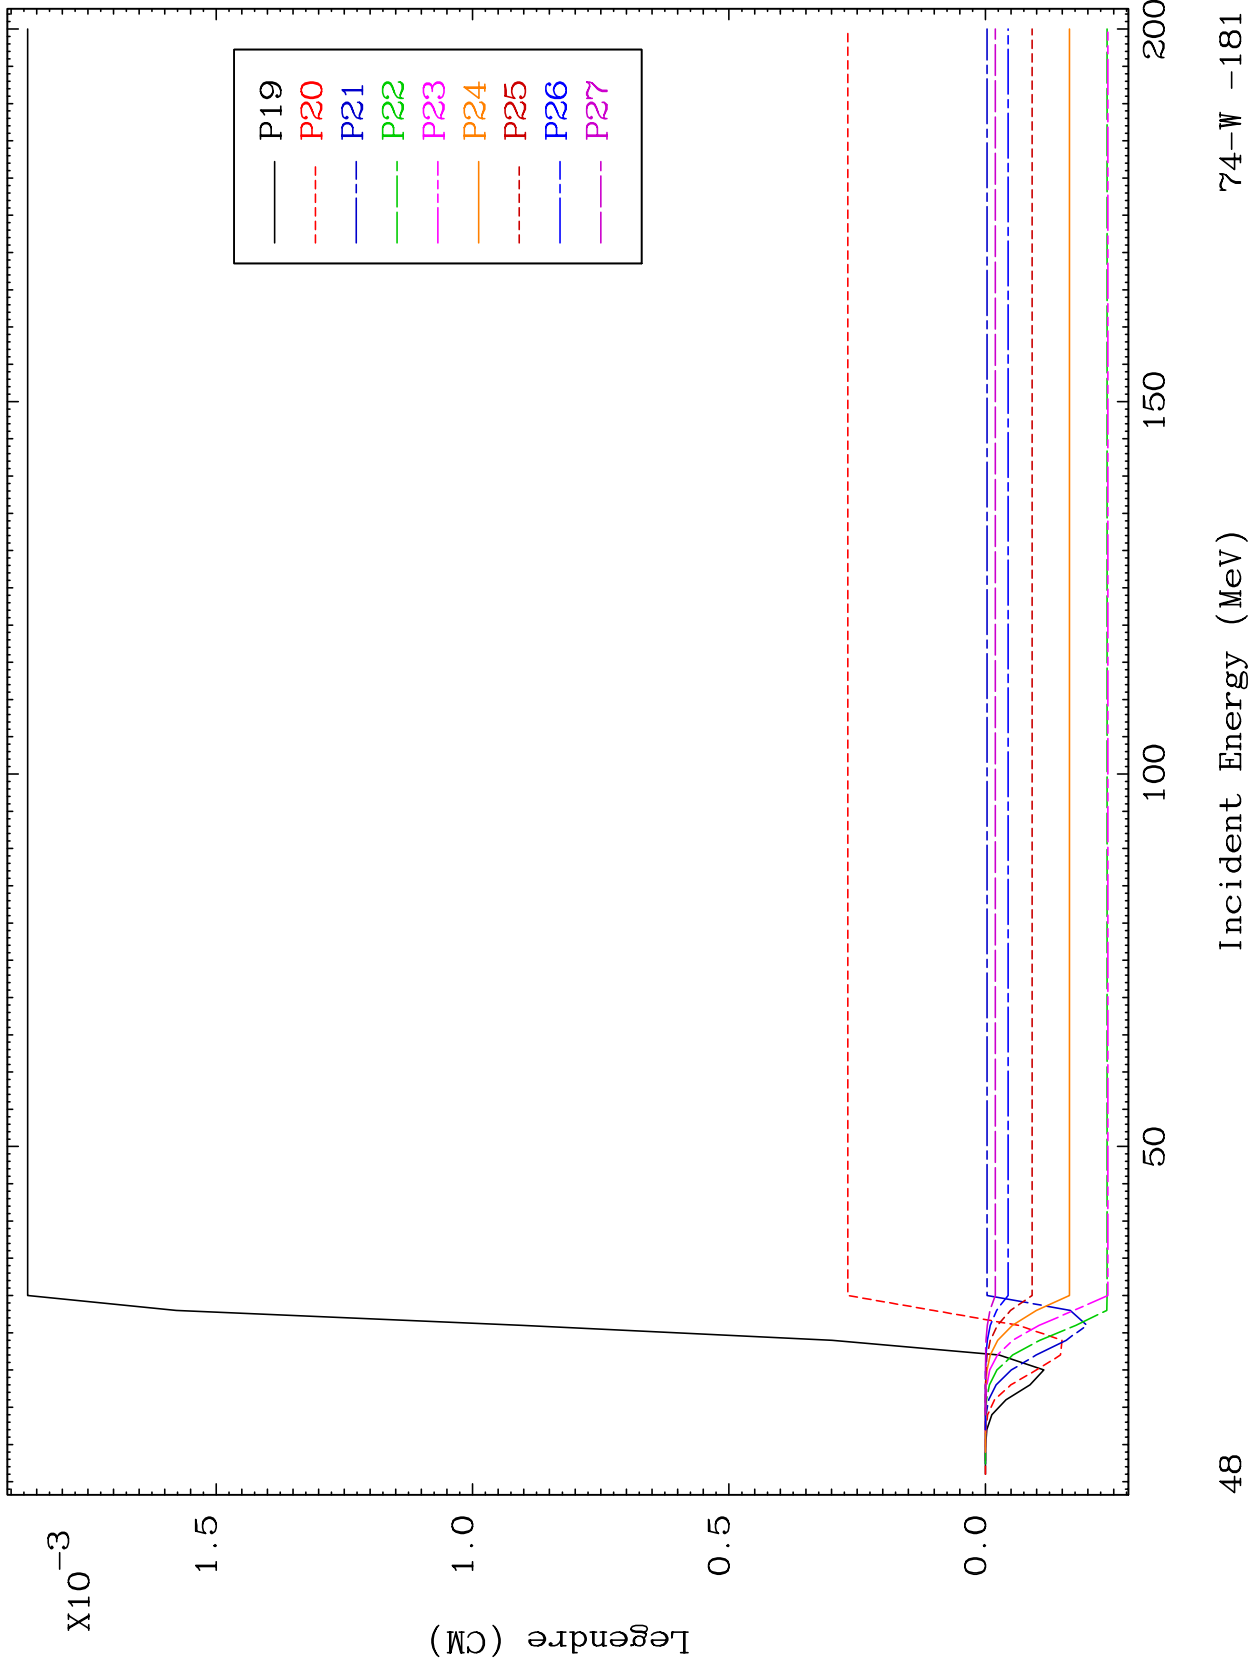 X10-3
1.5
1.0
0.5
0.0
Legendre (CM)
P19
P20
P21
P22
P23
P24
P25
P26
P27
50
100
150
200
Incident Energy (MeV)
48
74-W -181